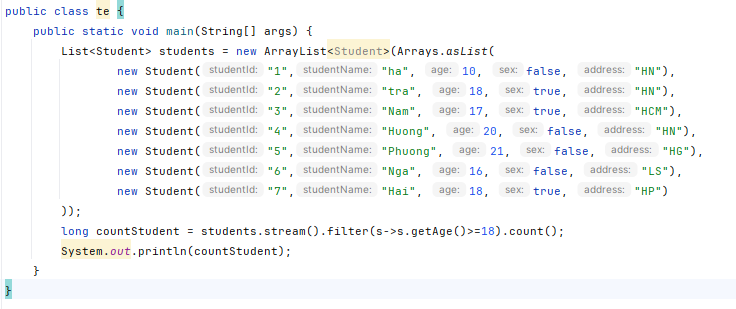 public class te {
    public static void main(String[] args) {
        List<Student> students = new ArrayList<Student>(Arrays.asList(
                new Student( studentId: "1", studentName: "ha", age: 10, sex: false, address: "HN"),
                new Student( studentId: "2", studentName: "tra", age: 18, sex: true, address: "HN"),
                new Student( studentId: "3", studentName: "Nam", age: 17, sex: true, address: "HCM"),
                new Student( studentId: "4", studentName: "Huong", age: 20, sex: false, address: "HN"),
                new Student( studentId: "5", studentName: "Phuong", age: 21, sex: false, address: "HG"),
                new Student( studentId: "6", studentName: "Nga", age: 16, sex: false, address: "LS"),
                new Student( studentId: "7", studentName: "Hai", age: 18, sex: true, address: "HP")
        ));
        long countStudent = students.stream().filter(s->s.getAge()>=18).count();
        System.out.println(countStudent);
    }
}